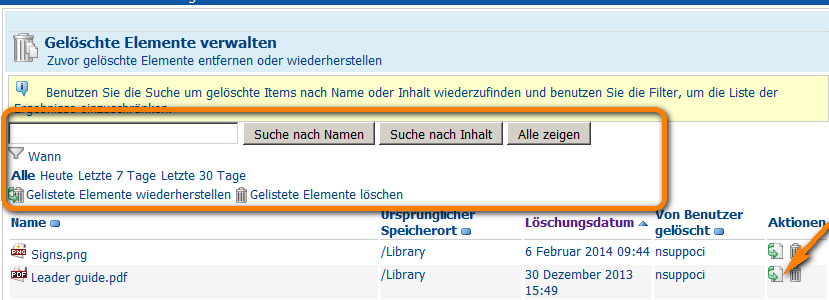 Gelöschte Elemente verwalten
Zuvor gelöschte Elemente entfernen oder wiederherstellen
Benutzen Sie die Suche um gelöschte Items nach Name oder Inhalt wiederzufinden und benutzen Sie die Filter, um die Liste der
Ergebnisse einzuschränken.
Suche nach Namen Suche nach Inhalt Alle zeigen
Wann
Alle Heute Letzte 7 Tage Letzte 30 Tage
Gelistete Elemente wiederherstellen Gelistete Elemente löschen
Name Ursprünglicher Speicherort Löschungsdatum Von Benutzer gelöscht Aktionen
PNG Signs.png /Library 6 Februar 2014 09:44 nsuppoci
PDF Leader guide.pdf /Library 30 Dezember 2013 nsuppoci
15:49